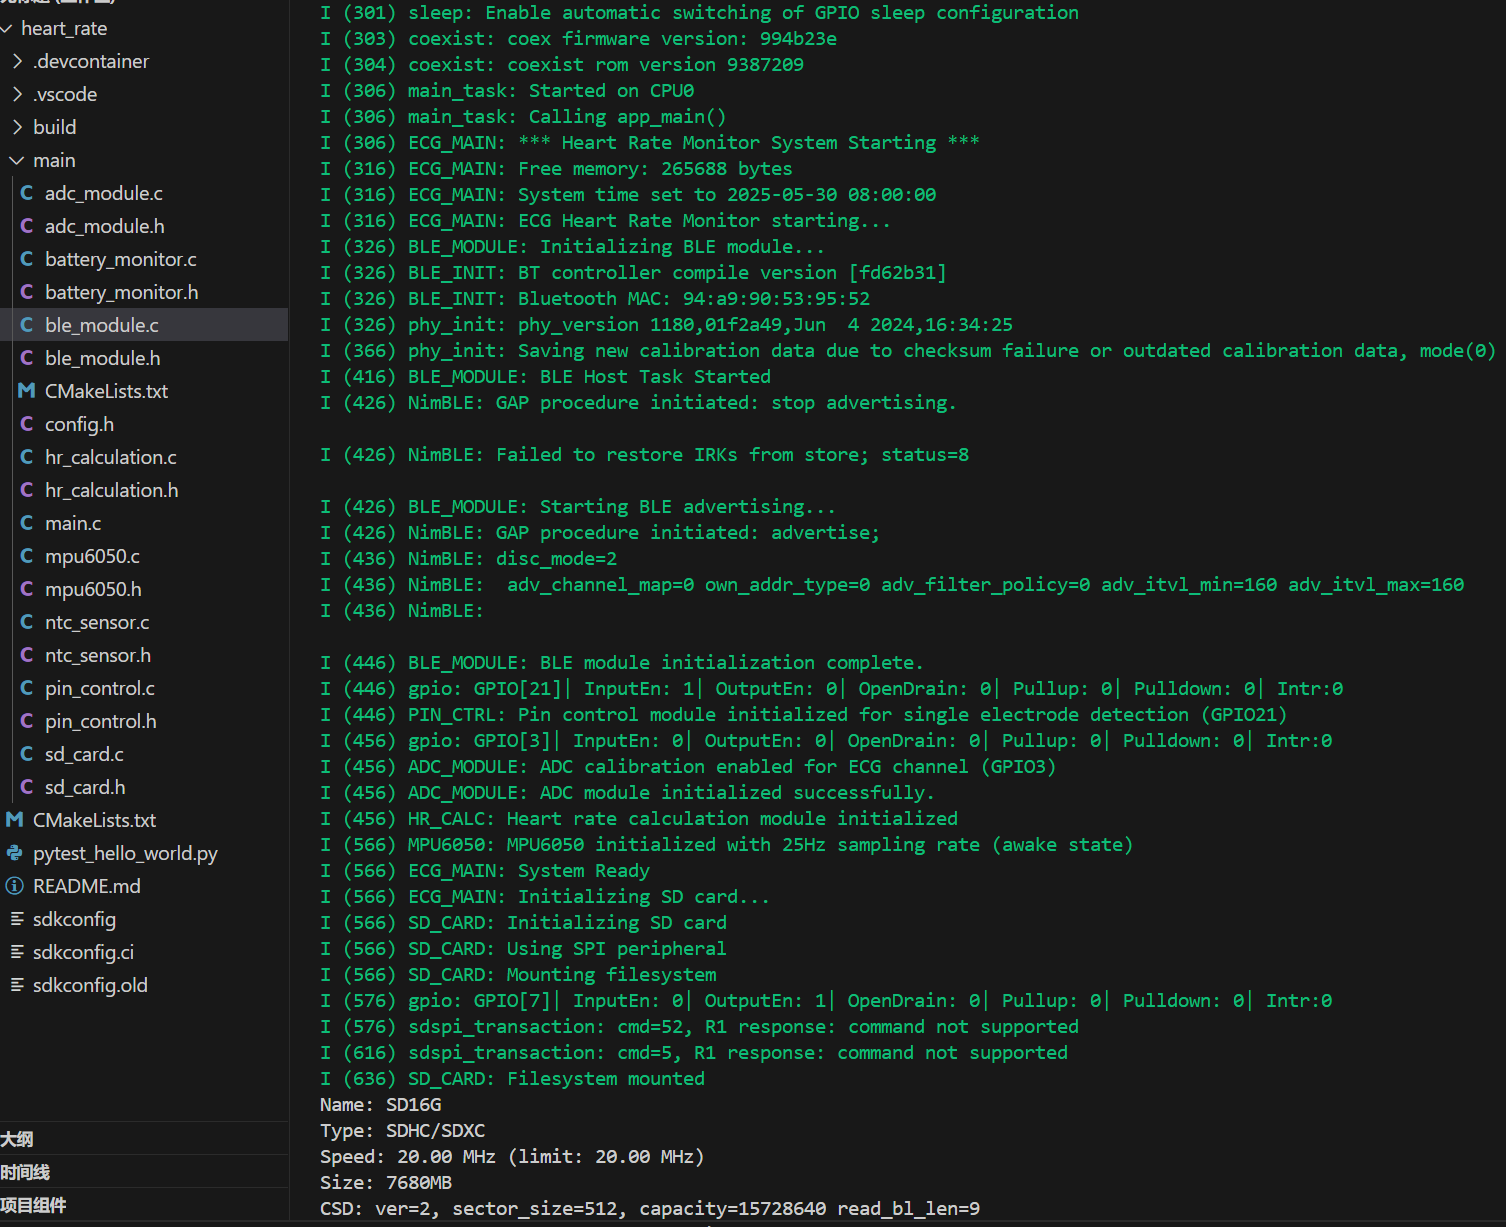 heart_rate
.devcontainer
.vscode
build
main
adc_module.c
adc_module.h
battery_monitor.c
battery_monitor.h
ble_module.c
ble_module.h
CMakeLists.txt
config.h
hr_calculation.c
hr_calculation.h
main.c
mpu6050.c
mpu6050.h
ntc_sensor.c
ntc_sensor.h
pin_control.c
pin_control.h
sd_card.c
sd_card.h
CMakeLists.txt
pytest_hello_world.py
README.md
sdkconfig
sdkconfig.ci
sdkconfig.old
大纲
时间线
项目组件
I (301) sleep: Enable automatic switching of GPIO sleep configuration
I (303) coexist: coex firmware version: 994b23e
I (304) coexist: coexist rom version 9387209
I (306) main_task: Started on CPU0
I (306) main_task: Calling app_main()
I (306) ECG_MAIN: *** Heart Rate Monitor System Starting ***
I (316) ECG_MAIN: Free memory: 265688 bytes
I (316) ECG_MAIN: System time set to 2025-05-30 08:00:00
I (316) ECG_MAIN: ECG Heart Rate Monitor starting...
I (326) BLE_MODULE: Initializing BLE module...
I (326) BLE_INIT: BT controller compile version [fd62b31]
I (326) BLE_INIT: Bluetooth MAC: 94:a9:90:53:95:52
I (326) phy_init: phy_version 1180,01f2a49,Jun  4 2024,16:34:25
I (366) phy_init: Saving new calibration data due to checksum failure or outdated calibration data, mode(0)
I (416) BLE_MODULE: BLE Host Task Started
I (426) NimBLE: GAP procedure initiated: stop advertising.
I (426) NimBLE: Failed to restore IRKs from store; status=8
I (426) BLE_MODULE: Starting BLE advertising...
I (426) NimBLE: GAP procedure initiated: advertise;
I (436) NimBLE: disc_mode=2
I (436) NimBLE:  adv_channel_map=0 own_addr_type=0 adv_filter_policy=0 adv_itvl_min=160 adv_itvl_max=160
I (436) NimBLE:
I (446) BLE_MODULE: BLE module initialization complete.
I (446) gpio: GPIO[21]| InputEn: 1| OutputEn: 0| OpenDrain: 0| Pullup: 0| Pulldown: 0| Intr:0
I (446) PIN_CTRL: Pin control module initialized for single electrode detection (GPIO21)
I (456) gpio: GPIO[3]| InputEn: 0| OutputEn: 0| OpenDrain: 0| Pullup: 0| Pulldown: 0| Intr:0
I (456) ADC_MODULE: ADC calibration enabled for ECG channel (GPIO3)
I (456) ADC_MODULE: ADC module initialized successfully.
I (456) HR_CALC: Heart rate calculation module initialized
I (566) MPU6050: MPU6050 initialized with 25Hz sampling rate (awake state)
I (566) ECG_MAIN: System Ready
I (566) ECG_MAIN: Initializing SD card...
I (566) SD_CARD: Initializing SD card
I (566) SD_CARD: Using SPI peripheral
I (566) SD_CARD: Mounting filesystem
I (576) gpio: GPIO[7]| InputEn: 0| OutputEn: 1| OpenDrain: 0| Pullup: 0| Pulldown: 0| Intr:0
I (576) sdspi_transaction: cmd=52, R1 response: command not supported
I (616) sdspi_transaction: cmd=5, R1 response: command not supported
I (636) SD_CARD: Filesystem mounted
Name: SD16G
Type: SDHC/SDXC
Speed: 20.00 MHz (limit: 20.00 MHz)
Size: 7680MB
CSD: ver=2, sector_size=512, capacity=15728640 read_bl_len=9